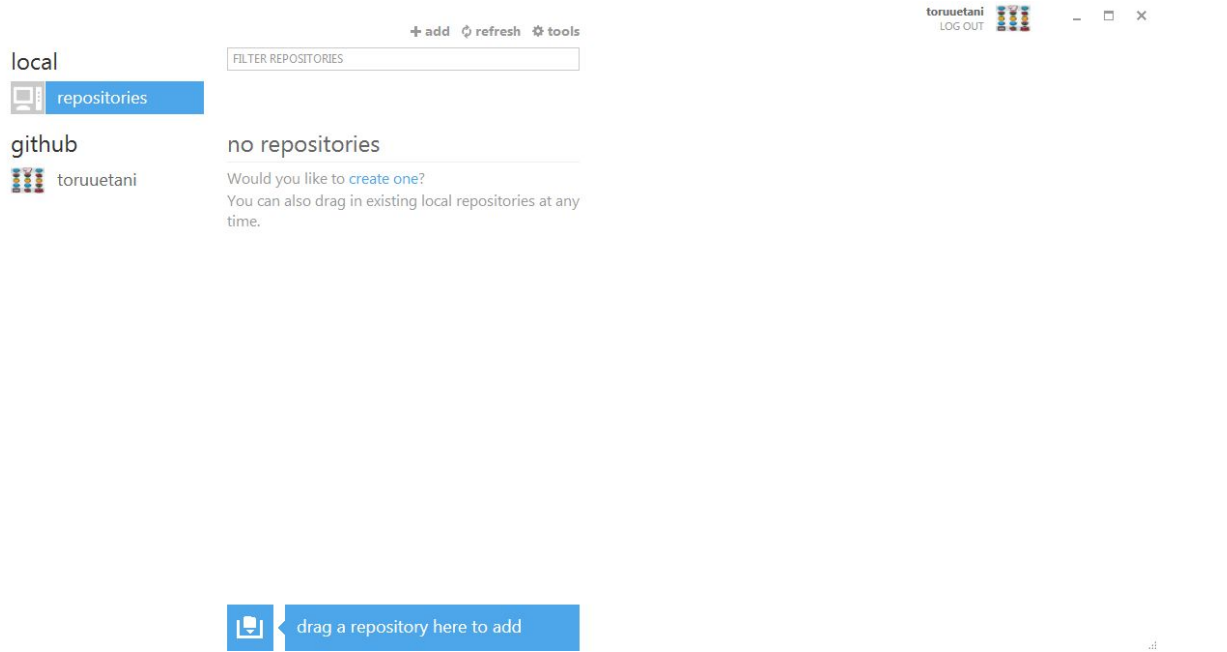 toruuetani
LOG OUT
add refresh tools
local
FILTER REPOSITORIES
repositories
github
toruuetani
no repositories
Would you like to create one?
You can also drag in existing local repositories at any
time.
drag a repository here to add